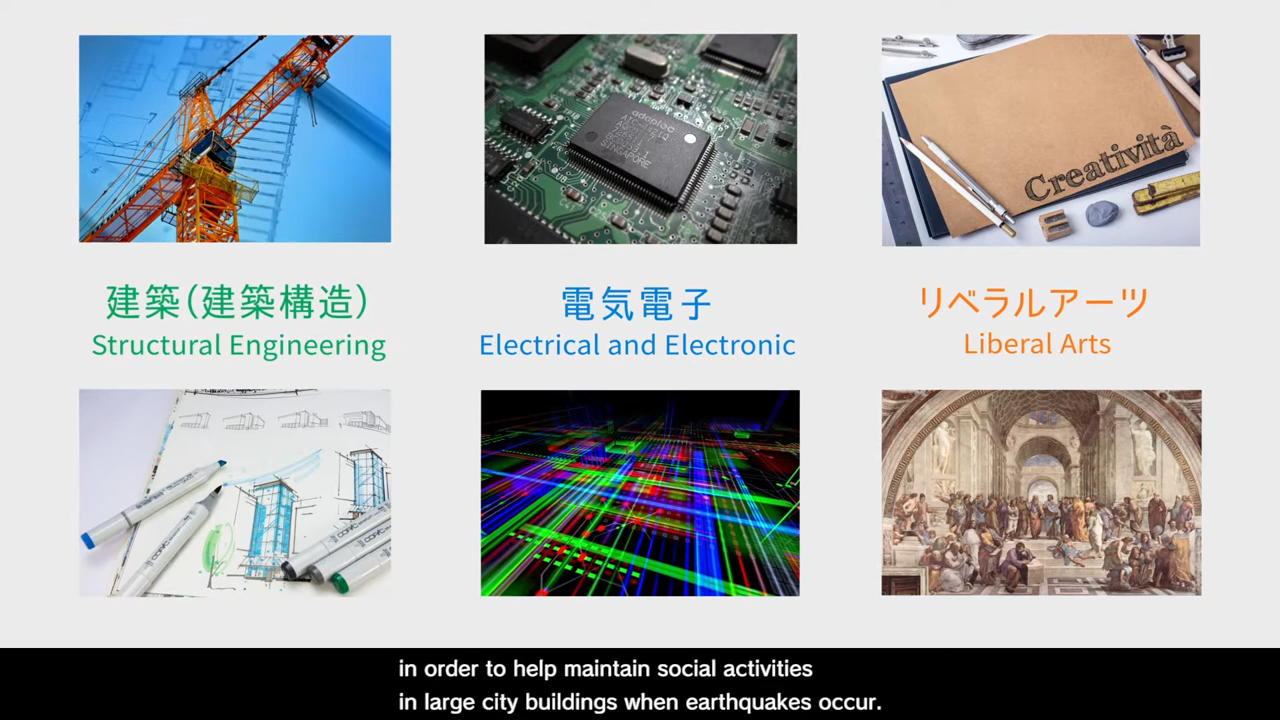 adaptec
SINGAPORE
Creatività
建築(建築構造)
電気電子
リベラルアーツ
Structural Engineering
Electrical and Electronic
Liberal Arts
in order to help maintain social activities
in large city buildings when earthquakes occur.